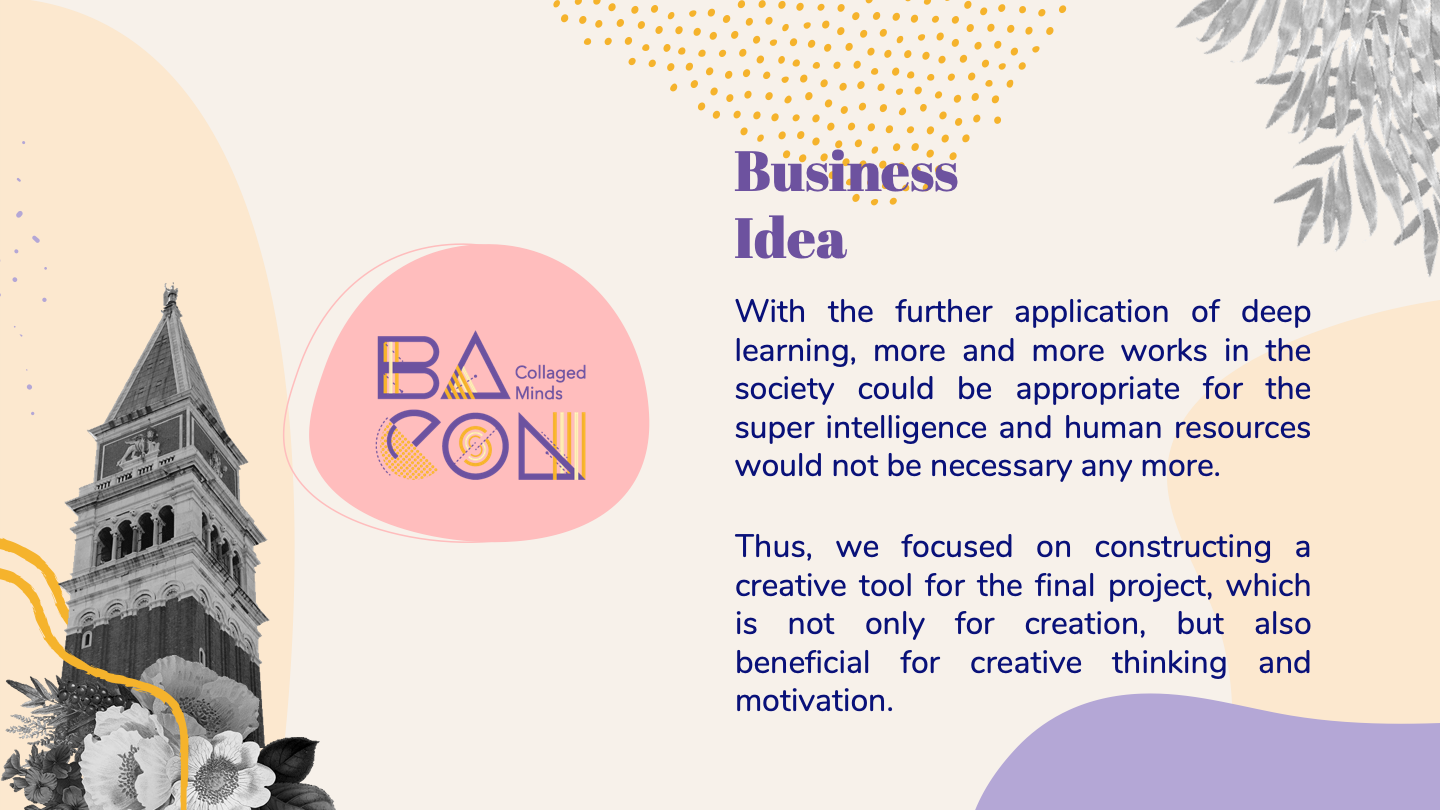 Business
Idea
BA
Collaged
Minds
CON
With the further application of deep
learning, more and more works in the
society could be appropriate for the
super intelligence and human resources
would not be necessary any more.
Thus, we focused on constructing a
creative tool for the final project, which
is not only for creation, but also
beneficial for creative thinking and
motivation.